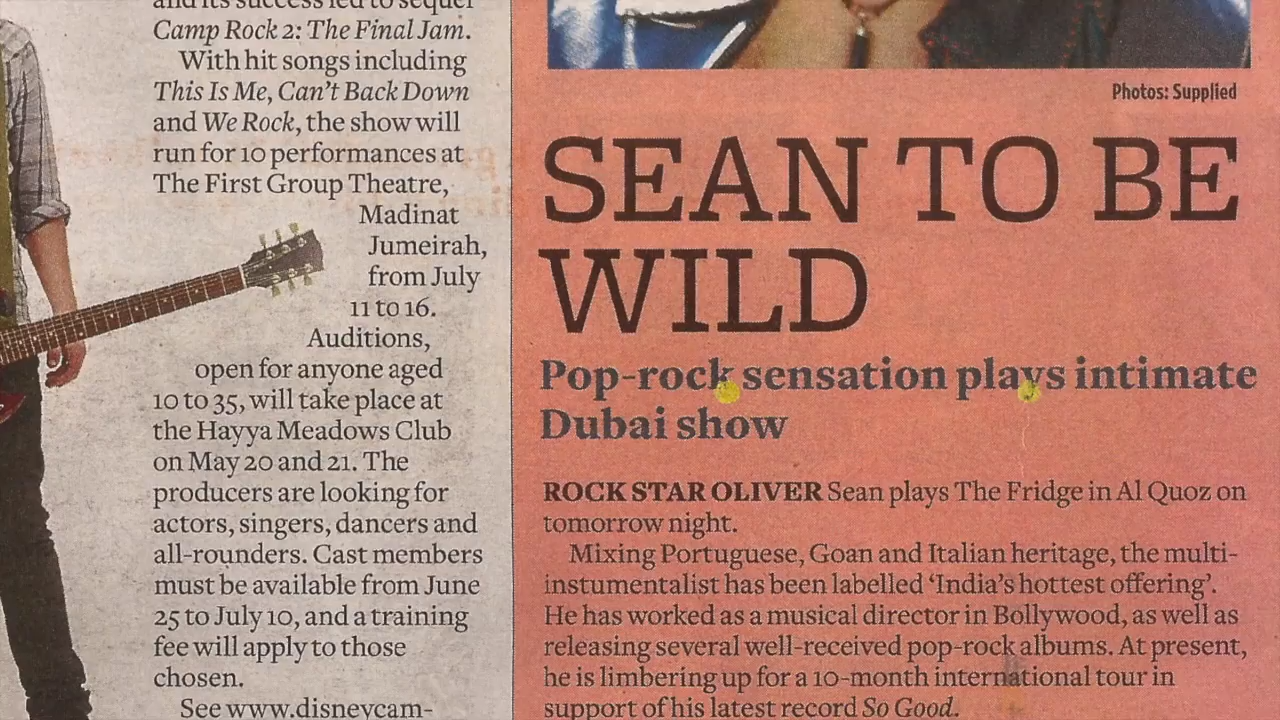 and its success led to sequel
Camp Rock 2: The Final Jam.
With hit songs including
This Is Me, Can't Back Down
and We Rock, the show will
run for 10 performances at
The First Group Theatre,
Madinat
Jumeirah,
from July
11 to 16.
Auditions,
open for anyone aged
10 to 35, will take place at
the Hayya Meadows Club
on May 20 and 21. The
producers are looking for
actors, singers, dancers and
all-rounders. Cast members
must be available from June
25 to July 10, and a training
fee will apply to those
chosen.
See www.disneycam-
Photos: Supplied
SEAN TO BE
WILD
Pop-rock sensation plays intimate
Dubai show
ROCK STAR OLIVER Sean plays The Fridge in Al Quoz on
tomorrow night.
Mixing Portuguese, Goan and Italian heritage, the multi-
instumentalist has been labelled 'India's hottest offering'.
He has worked as a musical director in Bollywood, as well as
releasing several well-received pop-rock albums. At present,
he is limbering up for a 10-month international tour in
support of his latest record So Good.